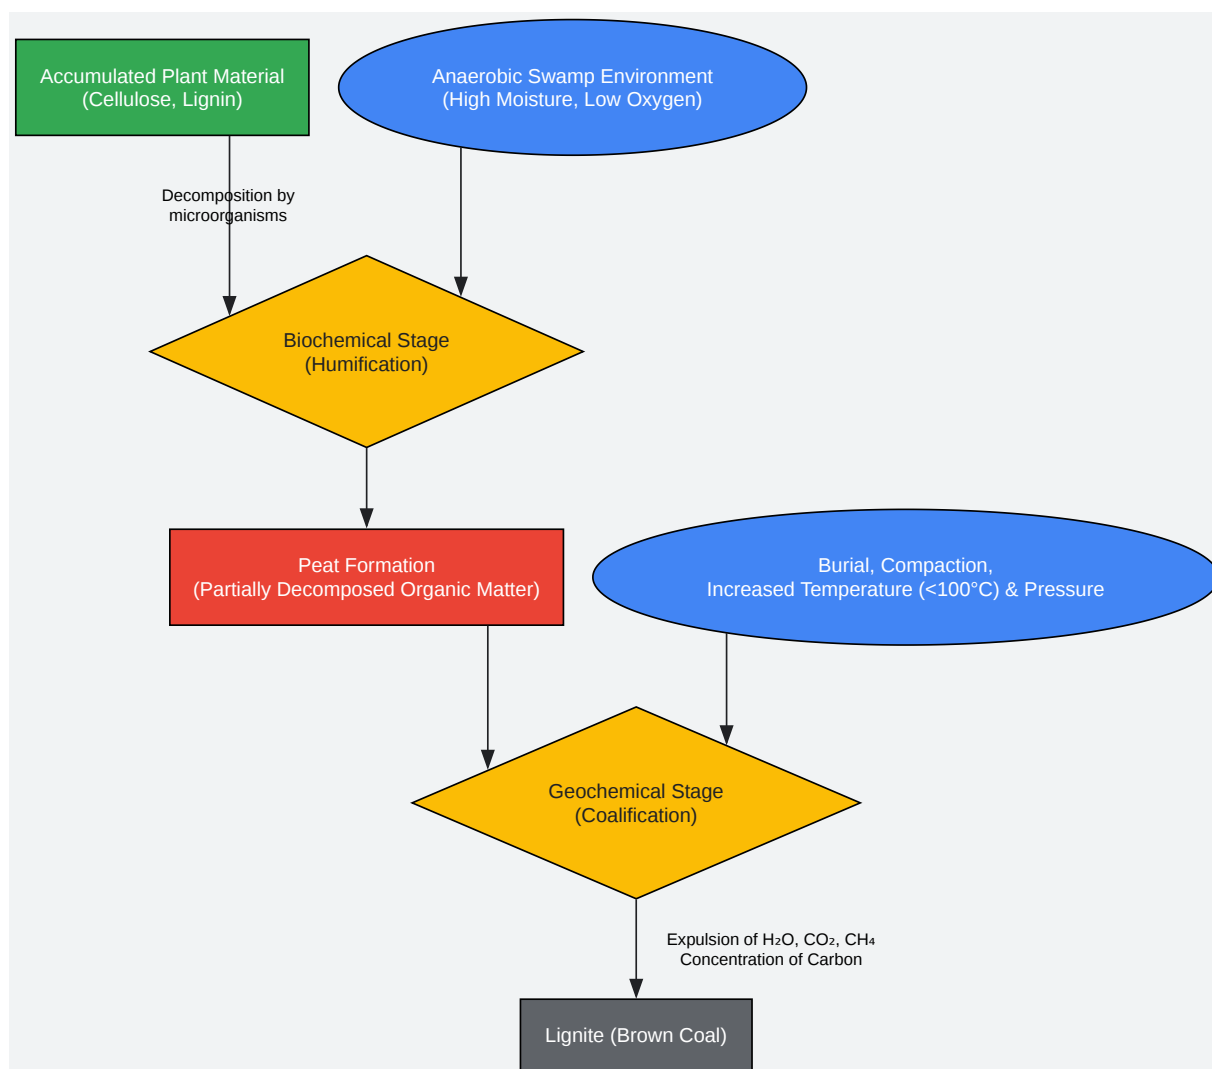 Accumulated Plant Material
(Cellulose, Lignin)
Anaerobic Swamp Environment
(High Moisture, Low Oxygen)
Decomposition by
microorganisms
Biochemical Stage
(Humification)
Peat Formation
(Partially Decomposed Organic Matter)
Burial, Compaction,
Increased Temperature (<100°C) & Pressure
Geochemical Stage
(Coalification)
Expulsion of H₂O, CO₂, CH₄
Concentration of Carbon
Lignite (Brown Coal)